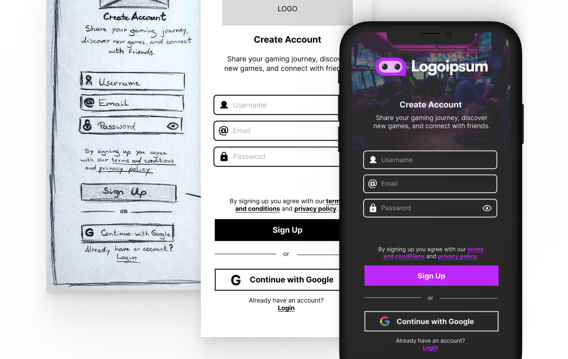 Create Account
Share your gaming journey,
discover new games, and connect
with friends.
Username
@ Email
Password
By signing up you agree
with our terms and conditions
and privacy policy
Sign Up
OR
G Continue with Google
Already have an account?
Login
LOGO
Create Account
Share your gaming journey, discov
new games, and connect with frien
Username
@ Email
Password
By signing up you agree with our term
and conditions and privacy policy.
Sign Up
or
G Continue with Google
Already have an account?
Login
Logoipsum
Create Account
Share your gaming journey, discover
new games, and connect with friends.
Username
@ Email
Password
By signing up you agree with our terms
and conditions and privacy policy.
Sign Up
or
G Continue with Google
Already have an account?
Login